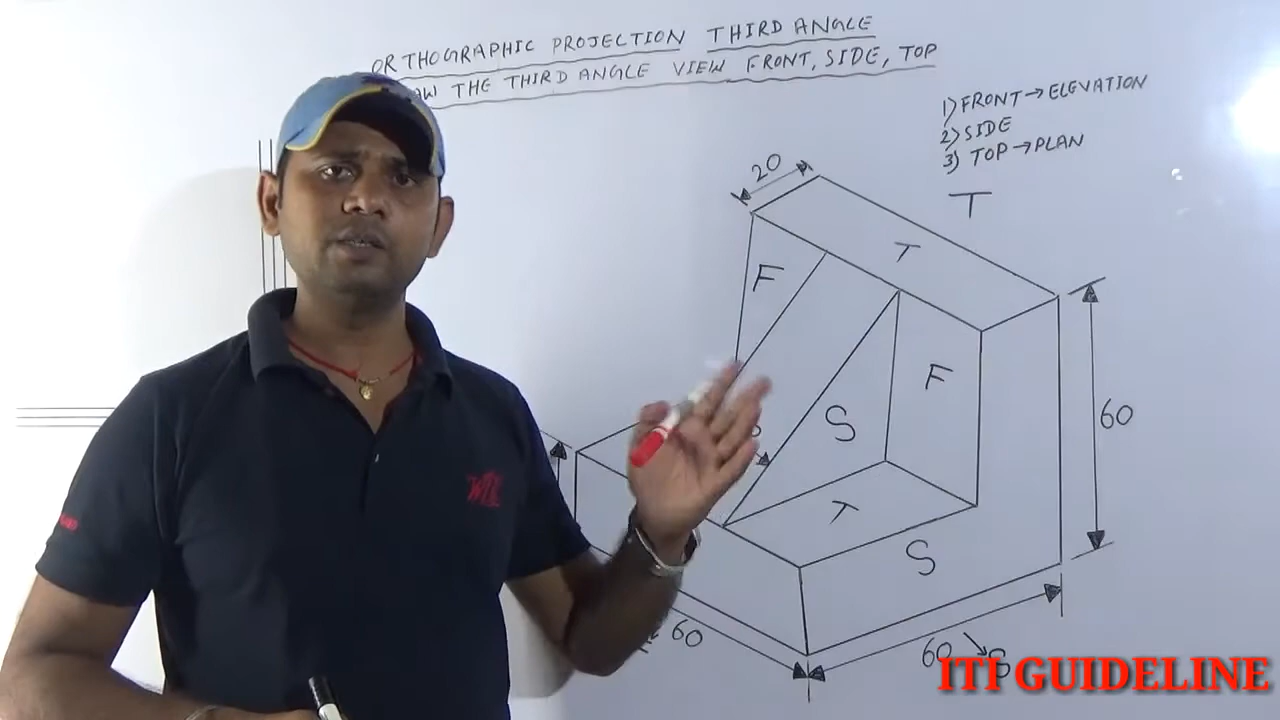 ORTHOGRAPHIC PROJECTION THIRD ANGLE
THE THIRD ANGLE VIEW FRONT, SIDE, TOP
1) FRONT → ELEVATION
2) SIDE
3) TOP → PLAN
T
20
T
F
F
S
60
T
S
60
60
S
ITI GUIDELINE